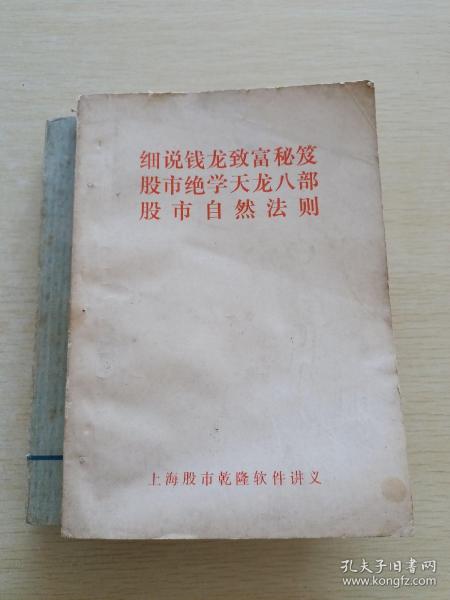 细说钱龙致富秘笈
股市绝学天龙八部
股市自然法则
上海股市乾隆软件讲义
孔夫子旧书网
www.kongfz.com